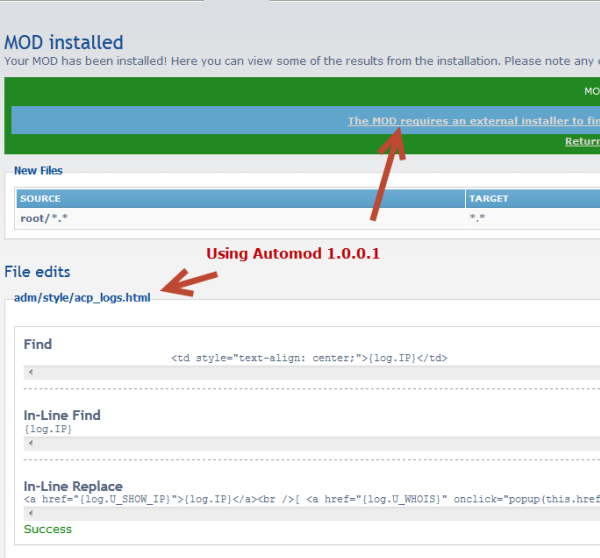 MOD installed
Your MOD has been installed! Here you can view some of the results from the installation. Please note any
MO
The MOD requires an external installer to fin
Return
New Files
SOURCE TARGET
root/*.* *.*
Using Automod 1.0.0.1
File edits
adm/style/acp_logs.html
Find
<td style="text-align: center;">{log.IP}</td>
In-Line Find
{log.IP}
In-Line Replace
<a href="{log.U_SHOW_IP}">{log.IP}</a><br />[ <a href="{log.U_WHOIS}" onclick="popup(this.href
Success